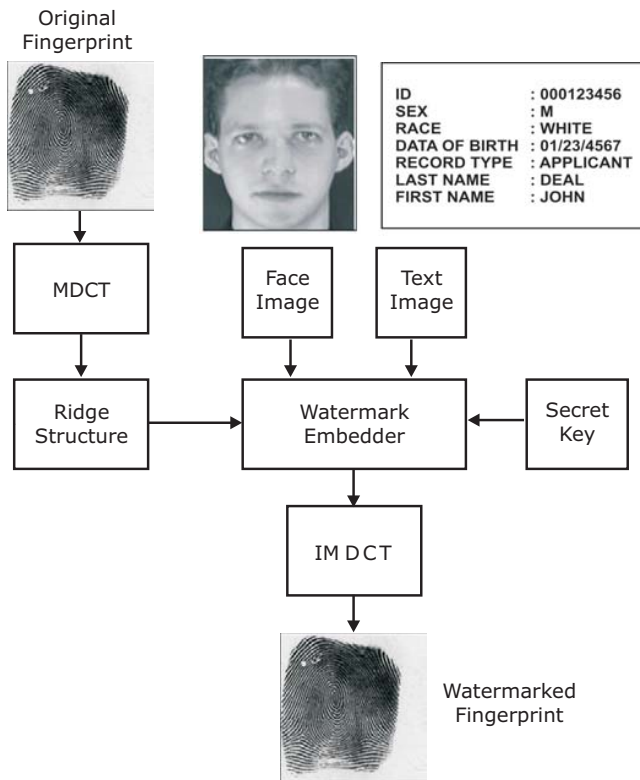 Original
Fingerprint
ID : 000123456
SEX : M
RACE : WHITE
DATA OF BIRTH : 01/23/4567
RECORD TYPE : APPLICANT
LAST NAME : DEAL
FIRST NAME : JOHN
MDCT
Face
Image
Text
Image
Ridge
Structure
Watermark
Embedder
Secret
Key
IM DCT
Watermarked
Fingerprint